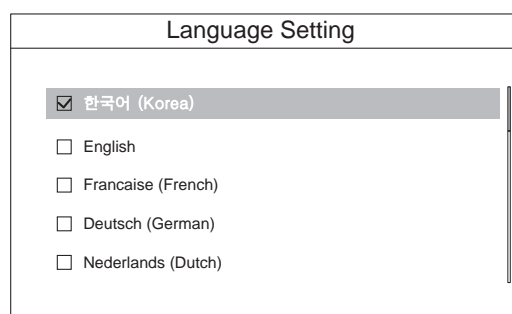 Language Setting
한국어 (Korea)
English
Francaise (French)
Deutsch (German)
Nederlands (Dutch)